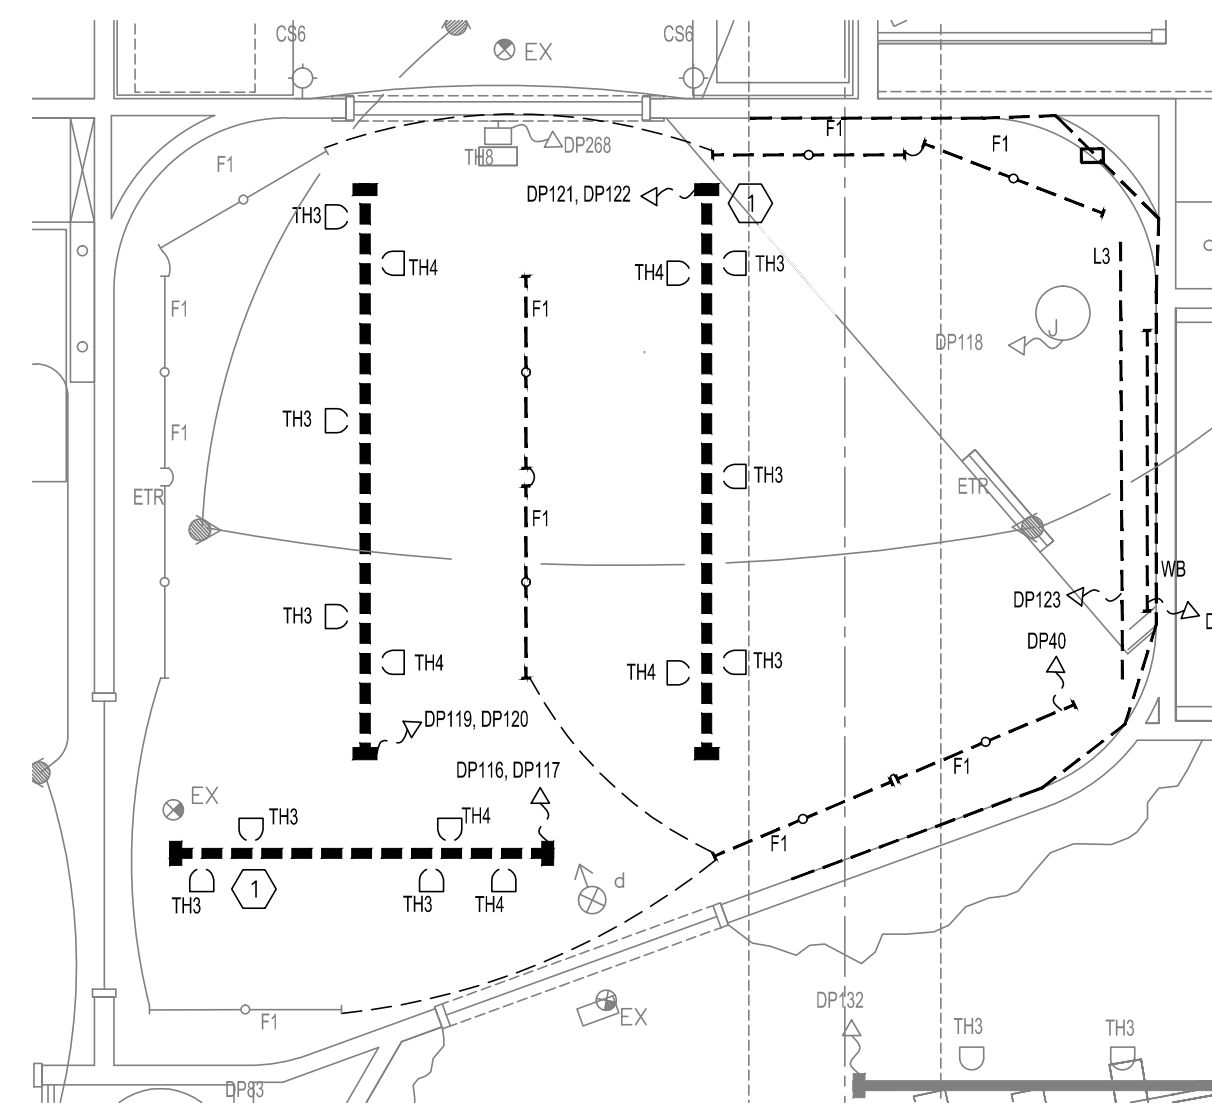 CS6
CS6
EX
F1
F1
F1
DP268
TH8
DP121, DP122
1
TH3
TH4
TH4
TH3
L3
F1
F1
J
DP118
TH3
F1
TH3
ETR
ETR
F1
WB
DP123
TH3
DP40
TH4
TH4
TH3
DP119, DP120
DP116, DP117
F1
EX
TH3
TH4
F1
d
1
TH3
TH3
TH4
DP132
EX
F1
TH3
TH3
DP83